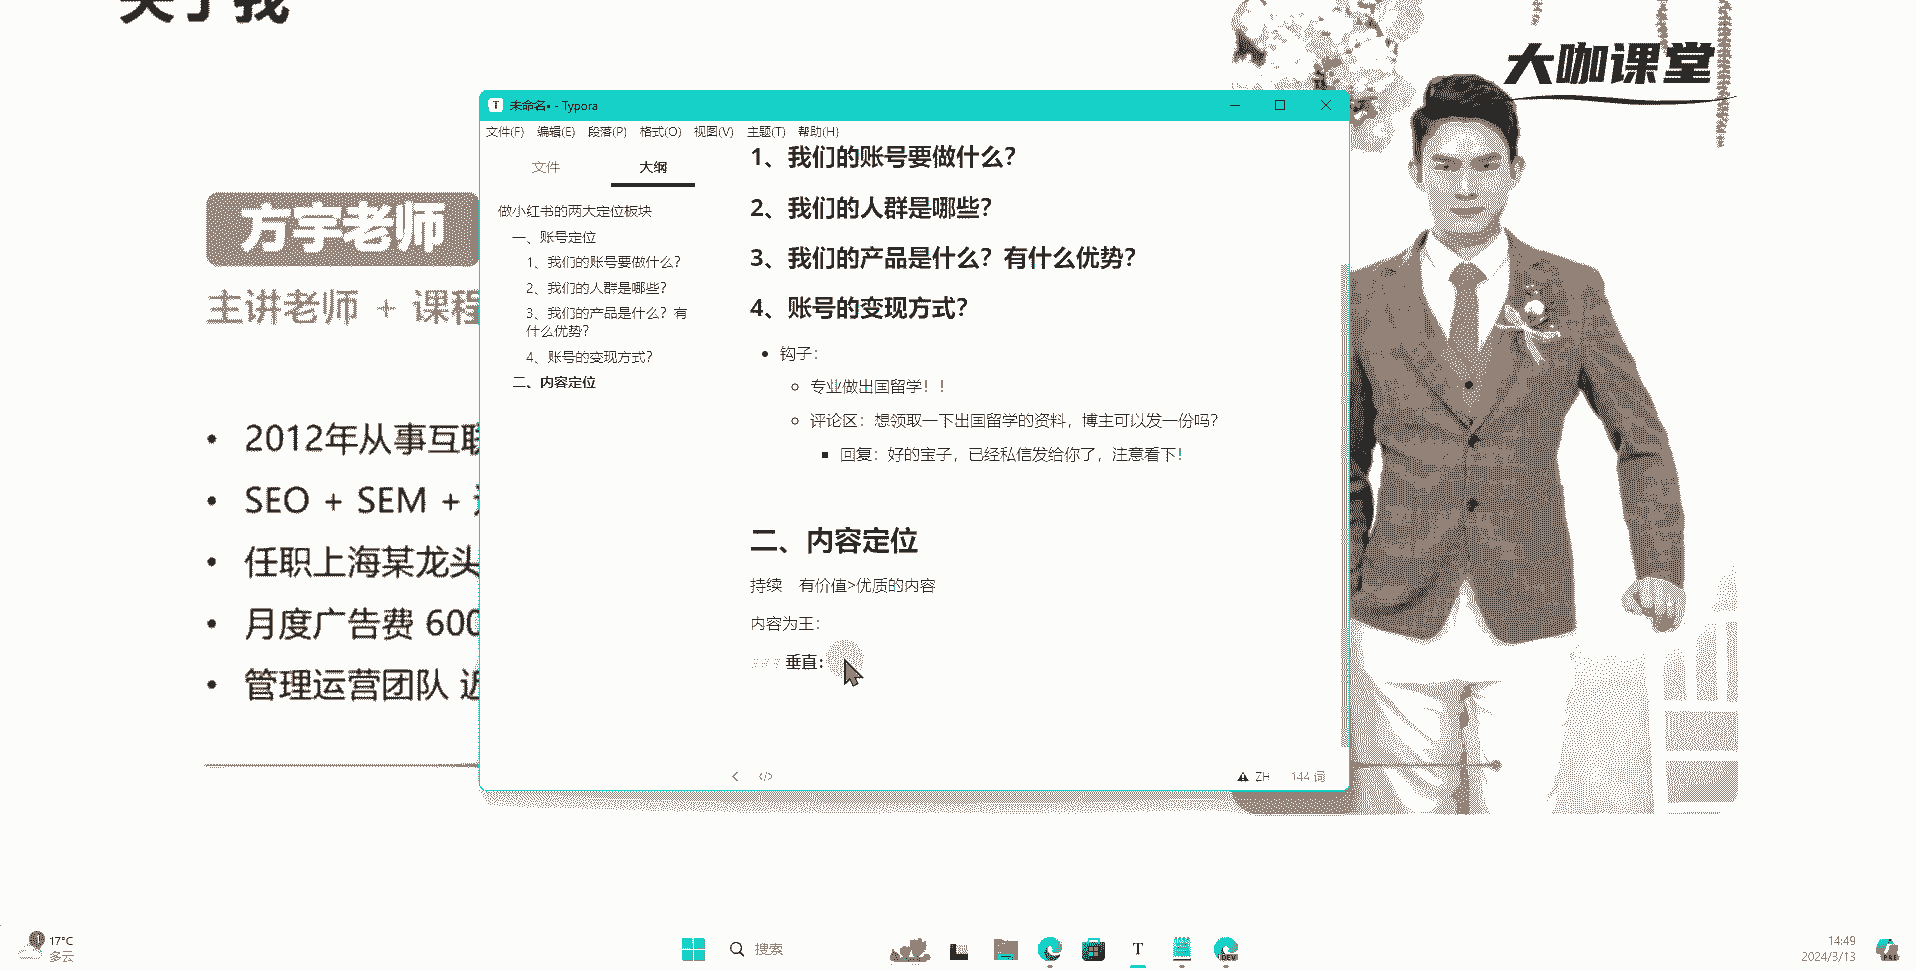 关于我
大咖课堂
方宇老师
主讲老师 + 课程
2012年从事互联
SEO + SEM +
任职上海某龙头
月度广告费 600
管理运营团队 近
未命名• - Typora
文件(F) 编辑(E) 段落(P) 格式(O) 视图(V) 主题(T) 帮助(H)
文件 大纲
做小红书的两大定位板块
一、账号定位
1、我们的账号要做什么？
2、我们的人群是哪些？
3、我们的产品是什么？有
什么优势？
4、账号的变现方式？
二、内容定位
1、我们的账号要做什么？
2、我们的人群是哪些？
3、我们的产品是什么？有什么优势？
4、账号的变现方式？
钩子：
专业做出国留学！！
评论区：想领取一下出国留学的资料，博主可以发一份吗？
回复：好的宝子，已经私信发给你了，注意看下！
二、内容定位
持续 有价值>优质的内容
内容为王：
### 垂直：
</> ZH 144 词
1 17°C
多云
搜索
T
DEV
14:49
2024/3/13
PRE